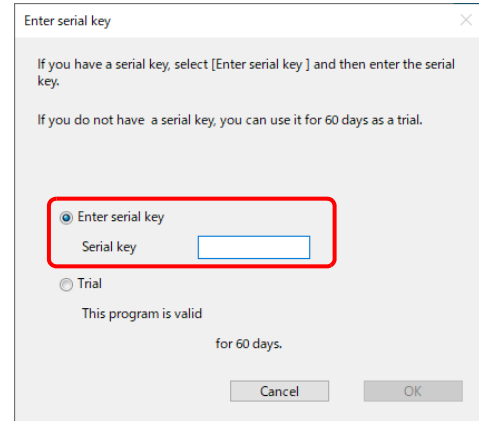 Enter serial key
If you have a serial key, select [Enter serial key ] and then enter the serial
key.
If you do not have a serial key, you can use it for 60 days as a trial.
Enter serial key
Serial key
Trial
This program is valid
for 60 days.
Cancel OK